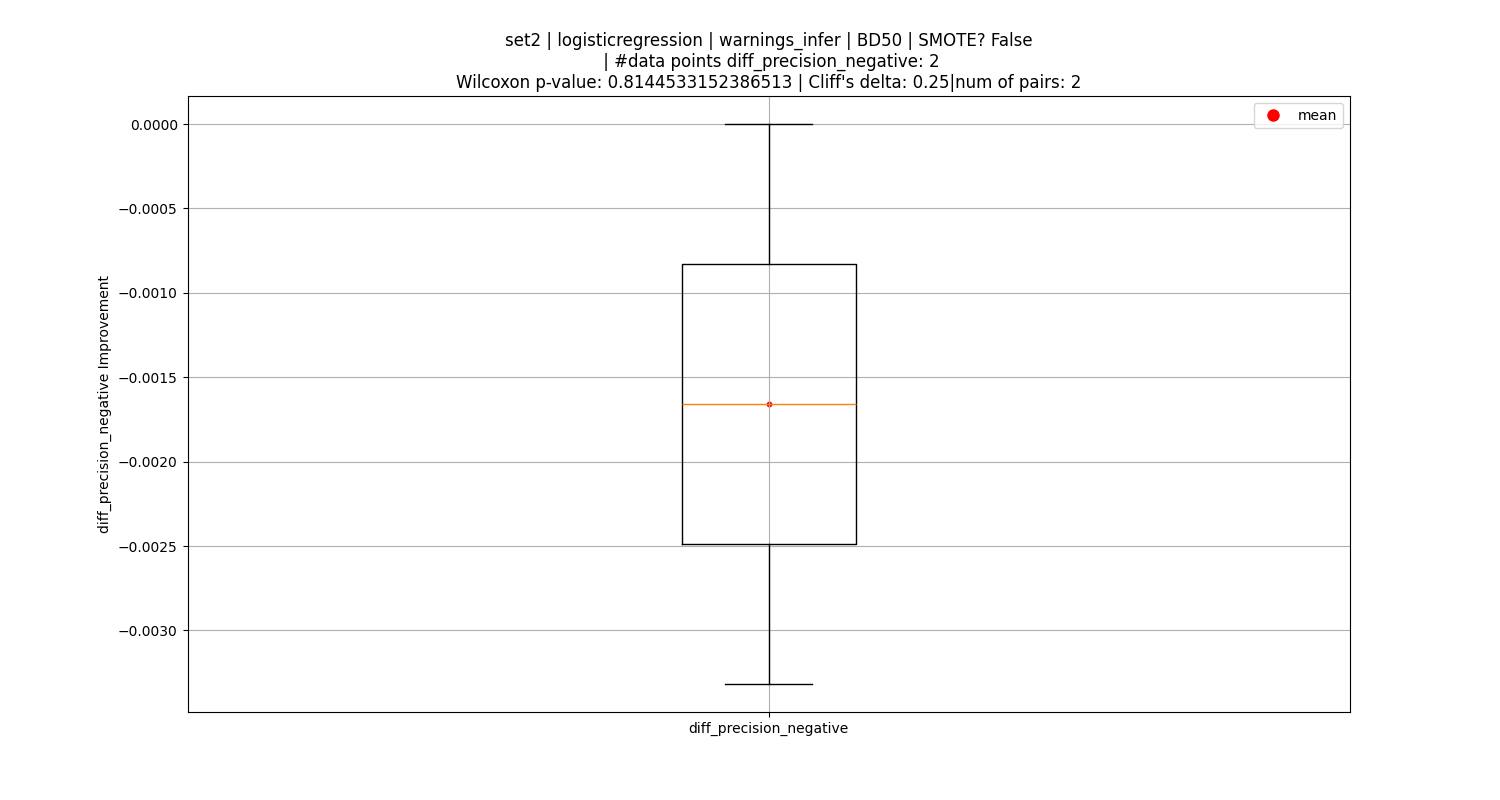 set2 | logisticregression | warnings_infer | BD50 | SMOTE? False
| #data points diff_precision_negative: 2
Wilcoxon p-value: 0.8144533152386513 | Cliff's delta: 0.25|num of pairs: 2
mean
0.0000
−0.0005
−0.0010
−0.0015
−0.0020
−0.0025
−0.0030
diff_precision_negative Improvement
diff_precision_negative